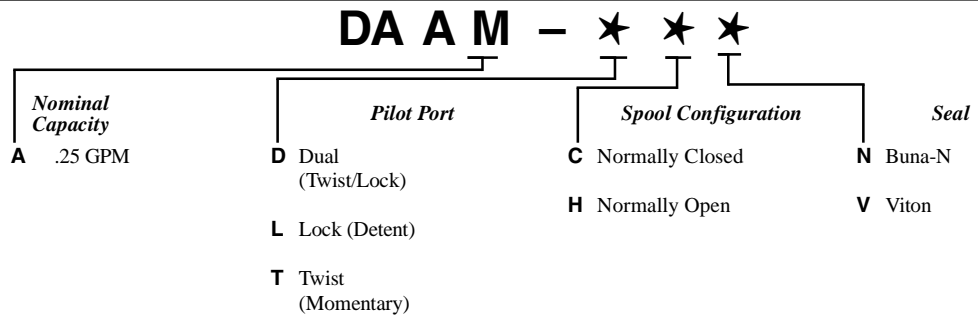 DA A M – ★ ★ ★
Nominal
Capacity
A .25 GPM
Pilot Port
D Dual
(Twist/Lock)
L Lock (Detent)
T Twist
(Momentary)
Spool Configuration
C Normally Closed
H Normally Open
Seal
N Buna-N
V Viton